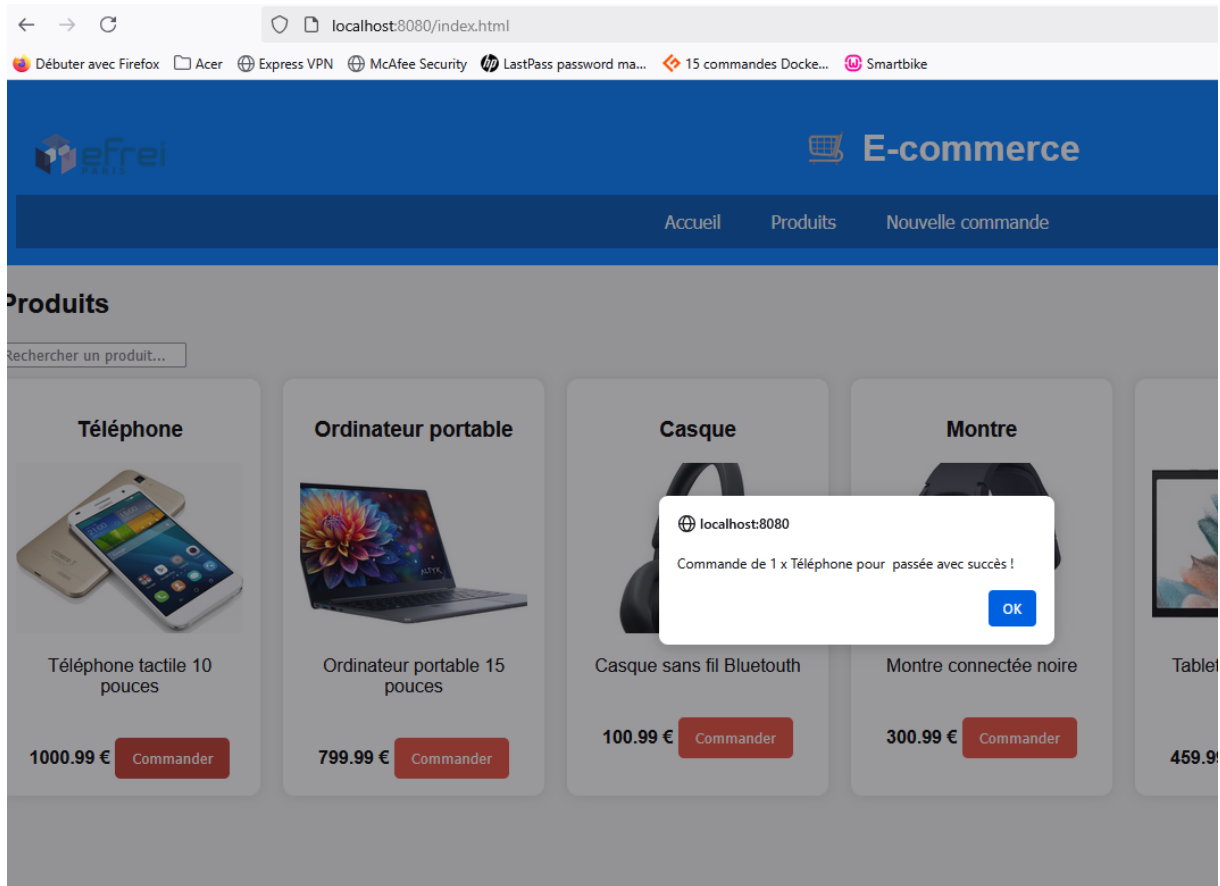 localhost:8080/index.html
Débuter avec Firefox Acer Express VPN McAfee Security LastPass password ma... 15 commandes Docke... Smartbike
efrei
PARIS
E-commerce
Accueil Produits Nouvelle commande
Produits
Rechercher un produit...
Téléphone Ordinateur portable Casque Montre
localhost:8080
Commande de 1 x Téléphone pour  passée avec succès !
OK
Téléphone tactile 10 pouces
Ordinateur portable 15 pouces
Casque sans fil Bluetouth
Montre connectée noire
1000.99 € Commander
799.99 € Commander
100.99 € Commander
300.99 € Commander